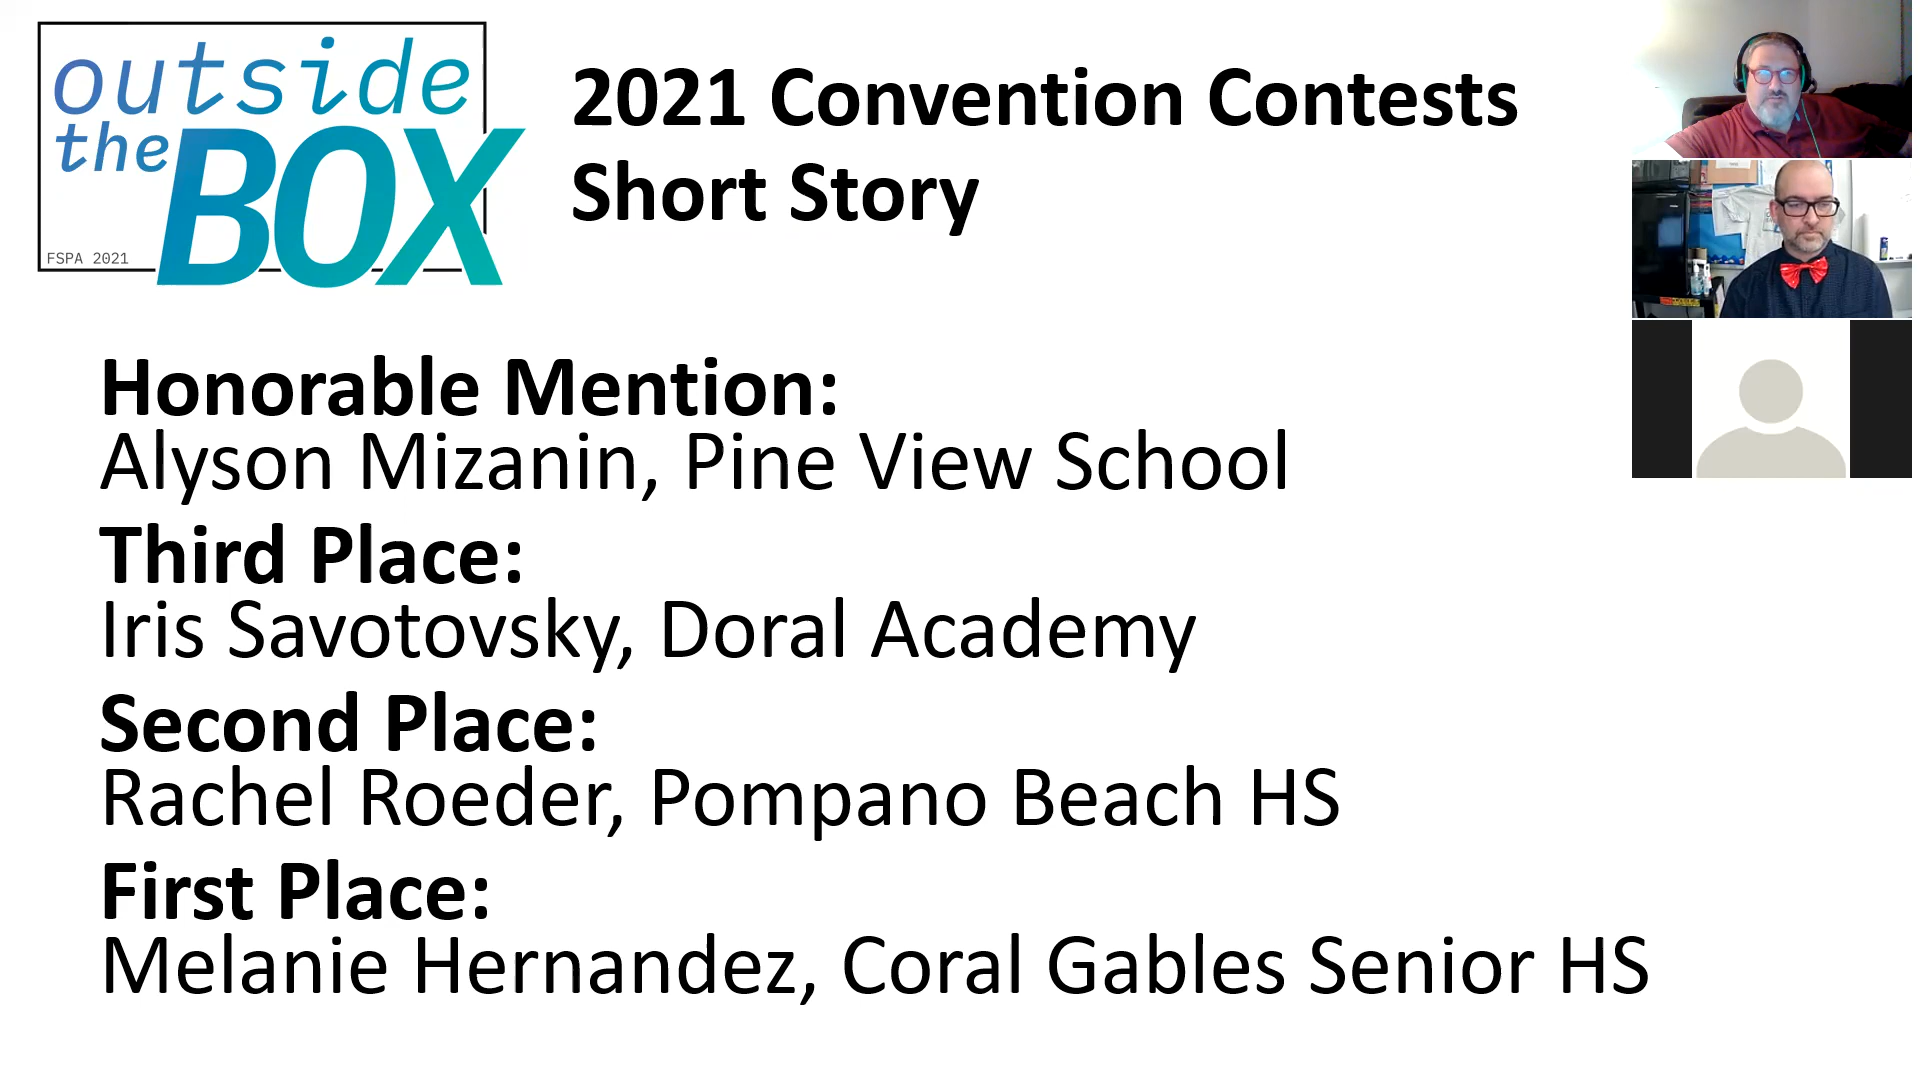 outside
the BOX
FSPA 2021
2021 Convention Contests
Short Story
Honorable Mention:
Alyson Mizanin, Pine View School
Third Place:
Iris Savotovsky, Doral Academy
Second Place:
Rachel Roeder, Pompano Beach HS
First Place:
Melanie Hernandez, Coral Gables Senior HS